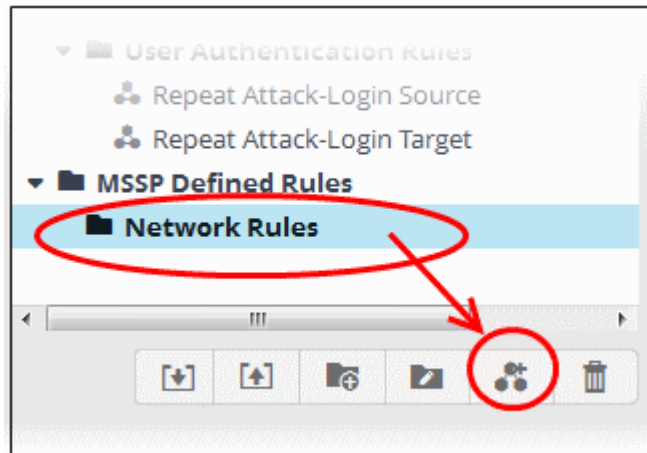 User Authentication Rules
Repeat Attack-Login Source
Repeat Attack-Login Target
MSSP Defined Rules
Network Rules